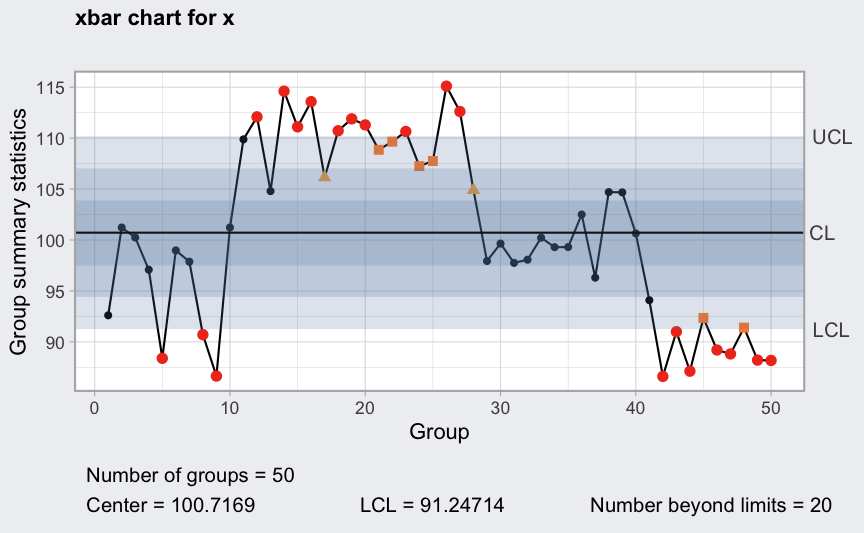 xbar chart for x
Group summary statistics
115
110
105
100
95
90
UCL
CL
LCL
0 10 20 30 40 50
Group
Number of groups = 50
Center = 100.7169 LCL = 91.24714 Number beyond limits = 20